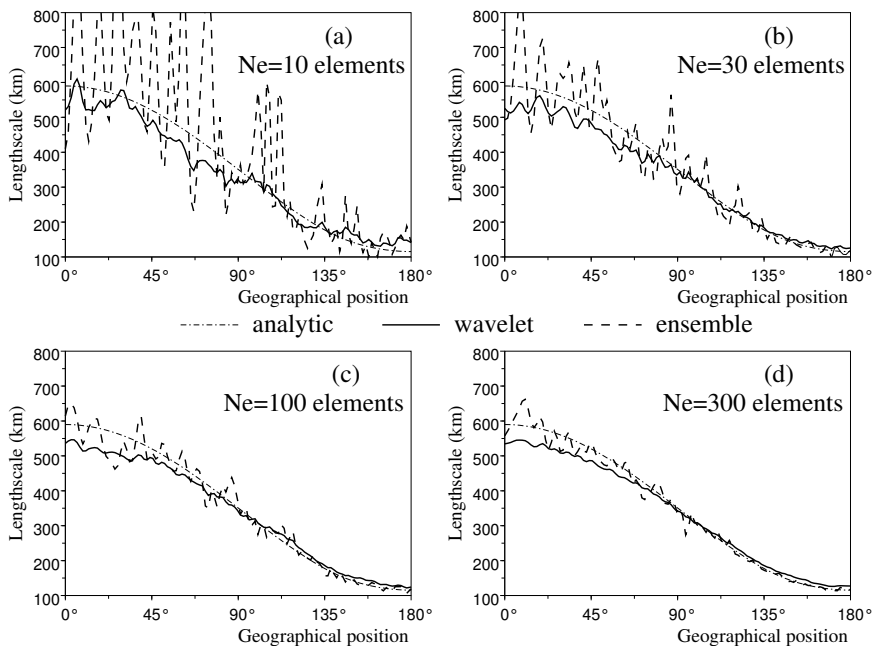 800
700
600
500
400
300
200
100
Lengthscale (km)
(a)
Ne=10 elements
0° 45° 90° 135° 180°
Geographical position
800
700
600
500
400
300
200
100
Lengthscale (km)
(b)
Ne=30 elements
0° 45° 90° 135° 180°
Geographical position
analytic wavelet ensemble
800
700
600
500
400
300
200
100
Lengthscale (km)
(c)
Ne=100 elements
0° 45° 90° 135° 180°
Geographical position
800
700
600
500
400
300
200
100
Lengthscale (km)
(d)
Ne=300 elements
0° 45° 90° 135° 180°
Geographical position